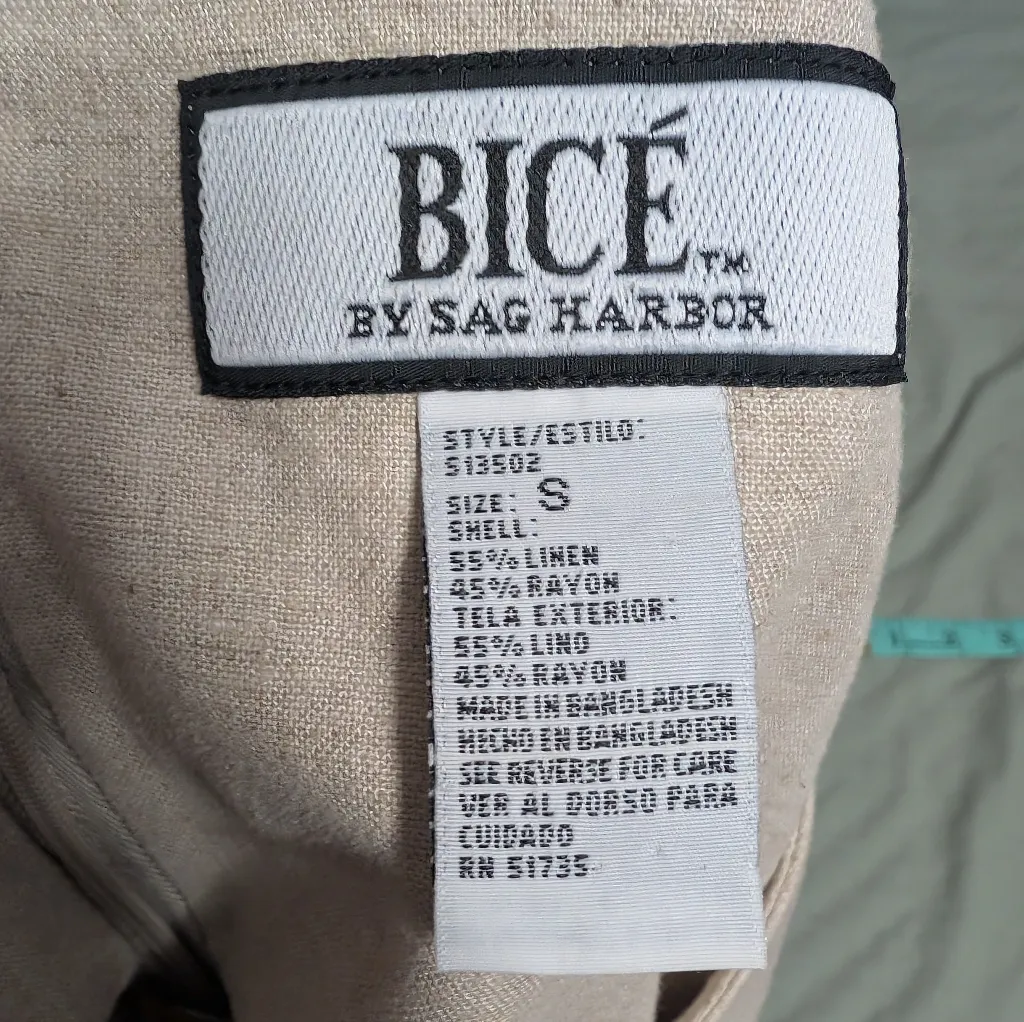 BICÉ™
BY SAG HARBOR
STYLE/ESTILO:
S13502
SIZE: S
SHELL:
55% LINEN
45% RAYON
TELA EXTERIOR:
55% LINO
45% RAYON
MADE IN BANGLADESH
HECHO EN BANGLADESH
SEE REVERSE FOR CARE
VER AL DORSO PARA
CUIDADO
RN 51735